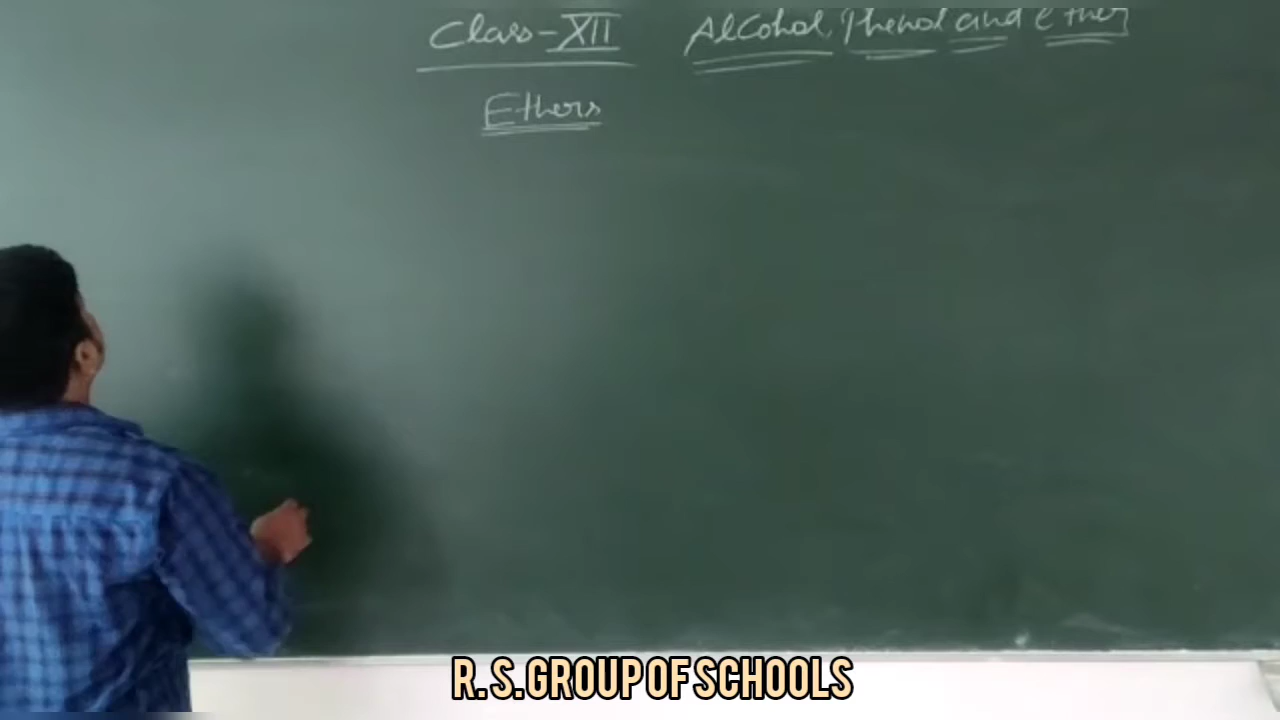 Class-XII Alcohol, Phenol and Ether
Ethers
R. S. GROUP OF SCHOOLS